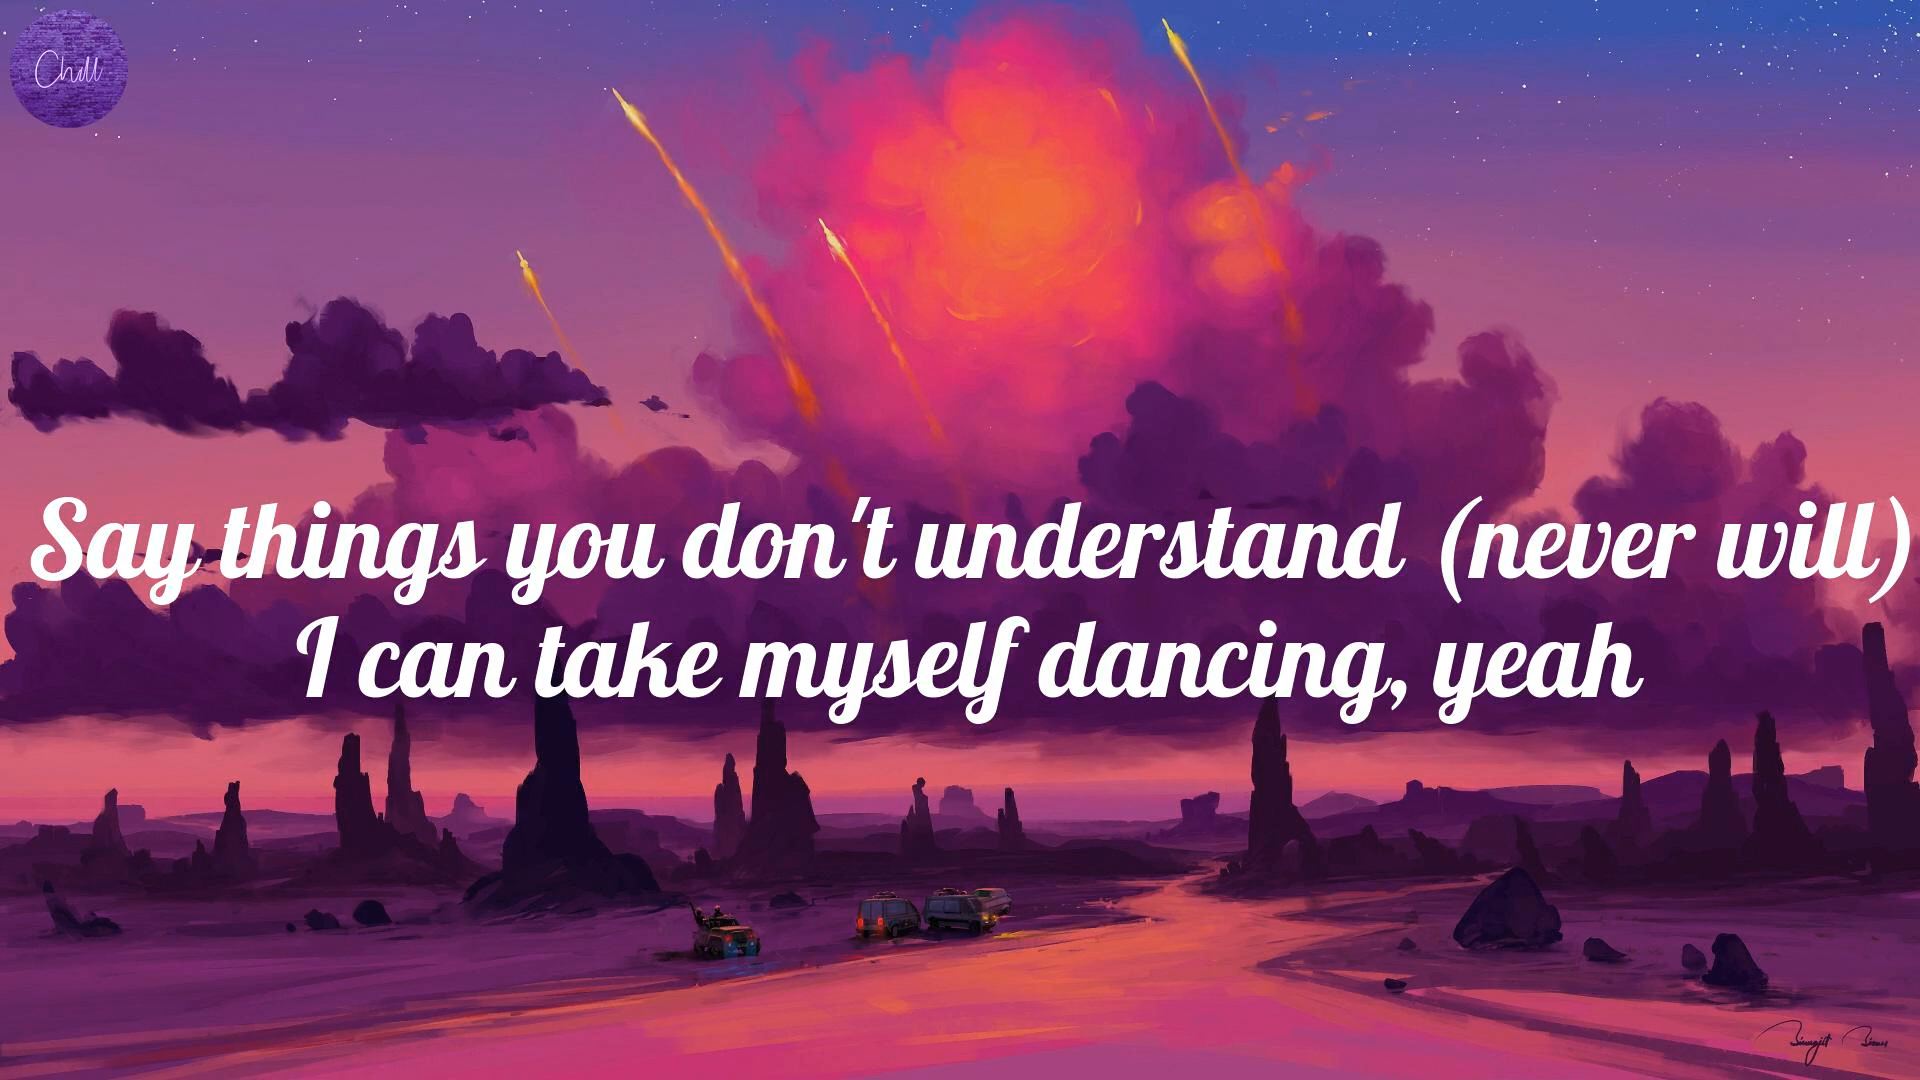 Chill
Say things you don't understand (never will)
I can take myself dancing, yeah